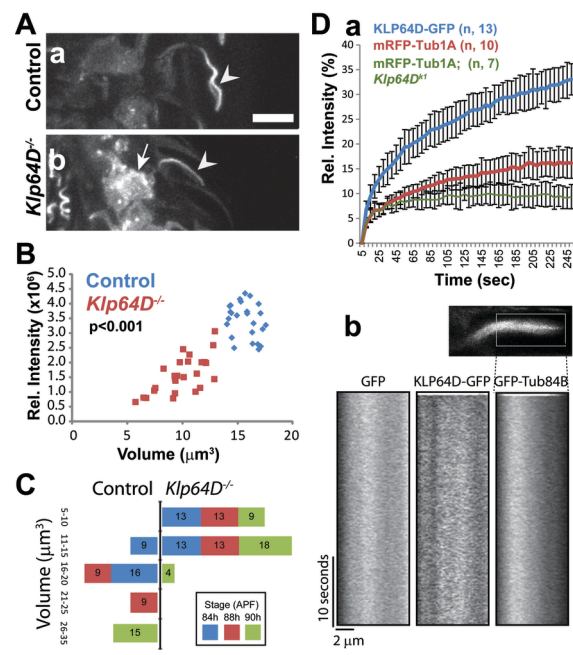 A
a
Control
b
Klp64D-/-
B
Control
Klp64D-/-
p<0.001
Rel. Intensity (x10⁶)
5.0
4.5
4.0
3.5
3.0
2.5
2.0
1.5
1.0
0.5
0.0
0
5
10
15
20
Volume (μm³)
C
Control
Klp64D-/-
Volume (μm³)
5-10
13
13
9
11-15
9
13
13
18
16-20
9
16
4
21-25
9
26-35
15
Stage (APF)
84h 88h 90h
D
a
KLP64D-GFP (n, 13)
mRFP-Tub1A (n, 10)
mRFP-Tub1A; (n, 7)
Klp64Dk1
Rel. Intensity (%)
40
35
30
25
20
15
10
5
0
5 25 45 65 85 105 125 145 165 185 205 225 245
Time (sec)
b
GFP KLP64D-GFP GFP-Tub84B
10 seconds
2 μm